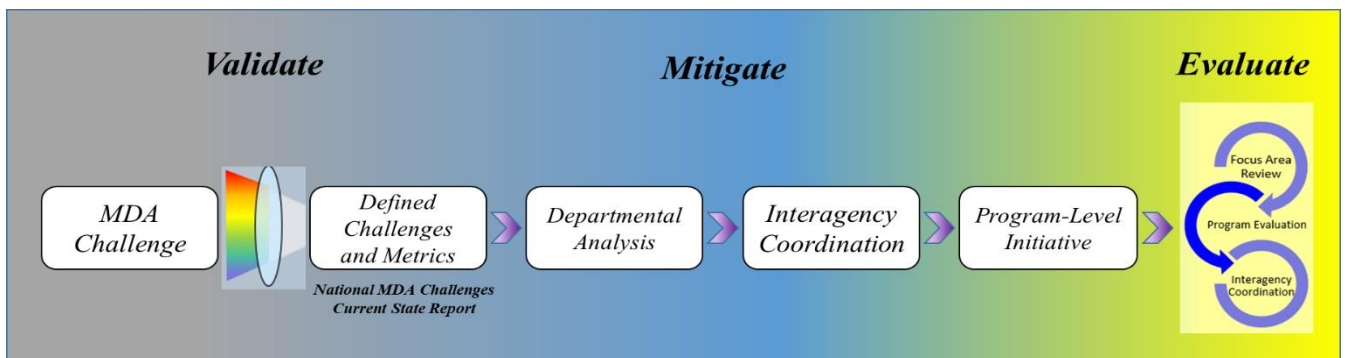 Validate
Mitigate
Evaluate
MDA
Challenge
Defined
Challenges
and Metrics
National MDA Challenges
Current State Report
Departmental
Analysis
Interagency
Coordination
Program-Level
Initiative
Focus Area
Review
Program Evaluation
Interagency
Coordination